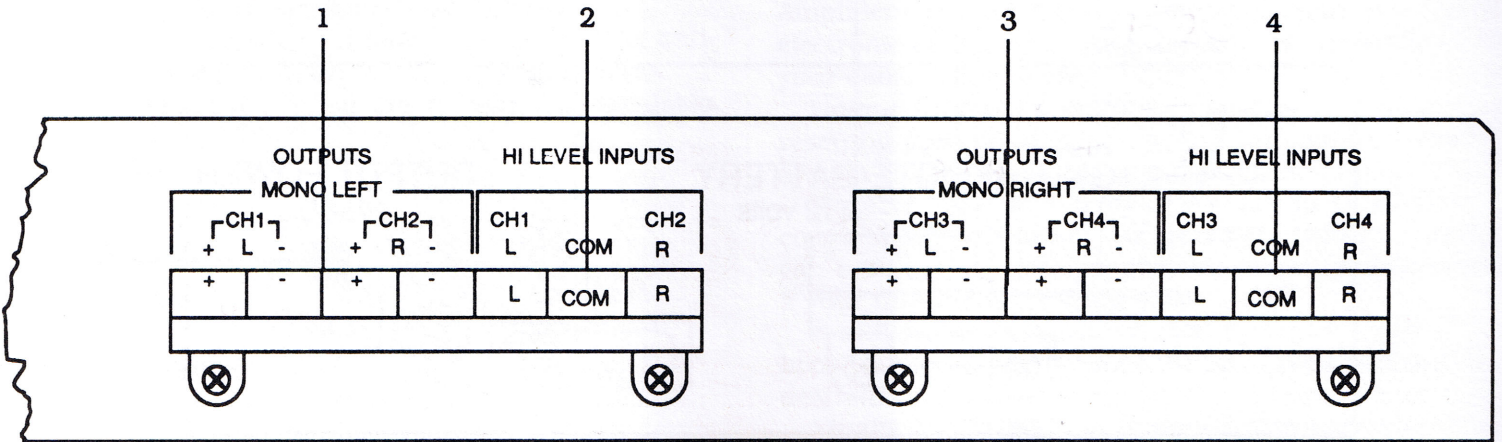 1 2 3 4
OUTPUTS HI LEVEL INPUTS OUTPUTS HI LEVEL INPUTS
MONO LEFT MONO RIGHT
CH1 CH2 CH1 CH2 CH3 CH4 CH3 CH4
+ L - + R - L COM R + L - + R - L COM R
+ - + - L COM R + - + - L COM R